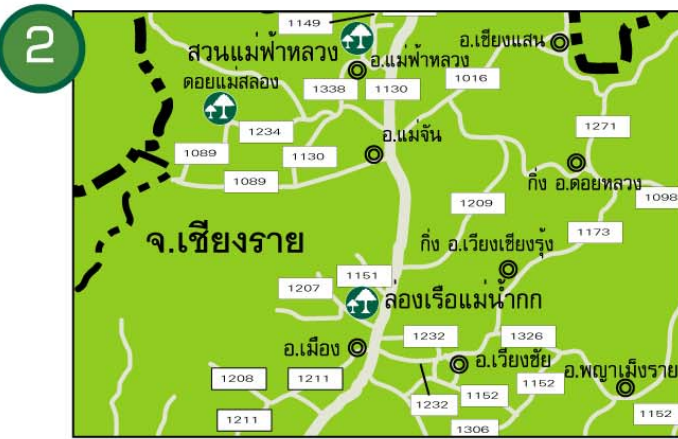 2
1149
สวนแม่ฟ้าหลวง
อ.แม่ฟ้าหลวง
อ.เชียงแสน
ดอยแม่สลอง
1338
1130
1016
1234
1271
1089
1130
อ.แม่จัน
1089
กิ่ง อ.ดอยหลวง
1098
1209
จ.เชียงราย
กิ่ง อ.เวียงเชียงรุ้ง
1173
1151
1207
ล่องเรือแม่น้ำกก
1232
1326
อ.เมือง
อ.เวียงชัย
อ.พญาเม็งราย
1208
1211
1152
1152
1232
1211
1152
1306